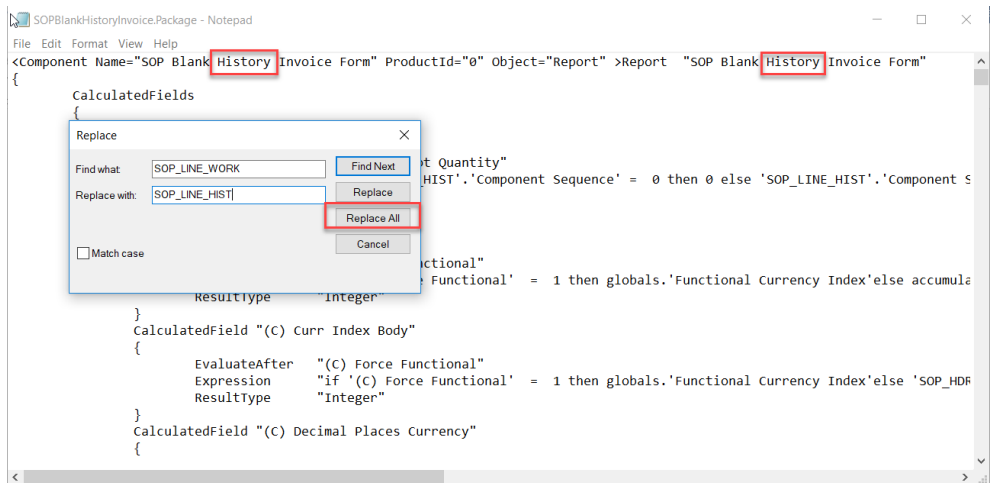 SOPBlankHistoryInvoice.Package - Notepad
File Edit Format View Help
<Component Name="SOP Blank History Invoice Form" ProductId="0" Object="Report" >Report "SOP Blank History Invoice Form"
{
CalculatedFields
{
Replace
Find what:
SOP_LINE_WORK
Find Next
Replace with:
SOP_LINE_HIST
Replace
Replace All
Cancel
Match case
Quantity"
HIST'.'Component Sequence' = 0 then 0 else 'SOP_LINE_HIST'.'Component S
Functional' = 1 then globals.'Functional Currency Index'else accumula
ResultType "Integer"
}
CalculatedField "(C) Curr Index Body"
{
EvaluateAfter "(C) Force Functional"
Expression "if '(C) Force Functional' = 1 then globals.'Functional Currency Index'else 'SOP_HDR
ResultType "Integer"
}
CalculatedField "(C) Decimal Places Currency"
{